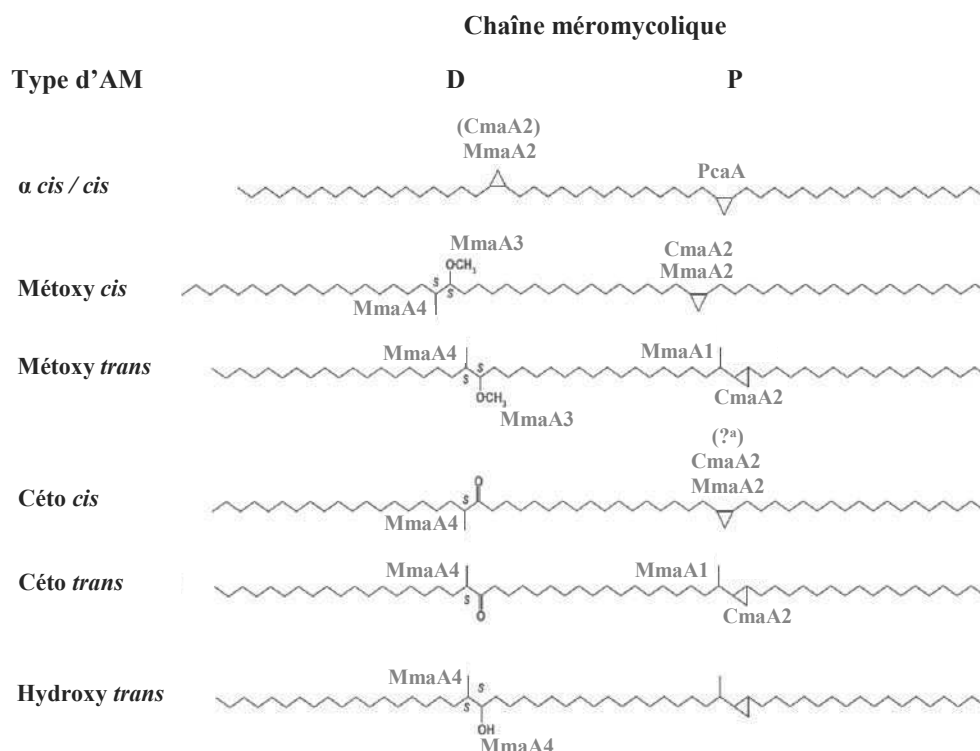 Chaîne méromycolique
Type d'AM D P
(CmaA2)
MmaA2
PcaA
α cis / cis
MmaA3
CmaA2
OCH3
MmaA2
S
S
Métoxy cis
MmaA4
MmaA4
MmaA1
Métoxy trans
S
S
OCH3
CmaA2
MmaA3
(?ᵃ)
CmaA2
O
MmaA2
Céto cis
S
MmaA4
MmaA4
MmaA1
Céto trans
S
O
CmaA2
MmaA4
Hydroxy trans
S
S
OH
MmaA4